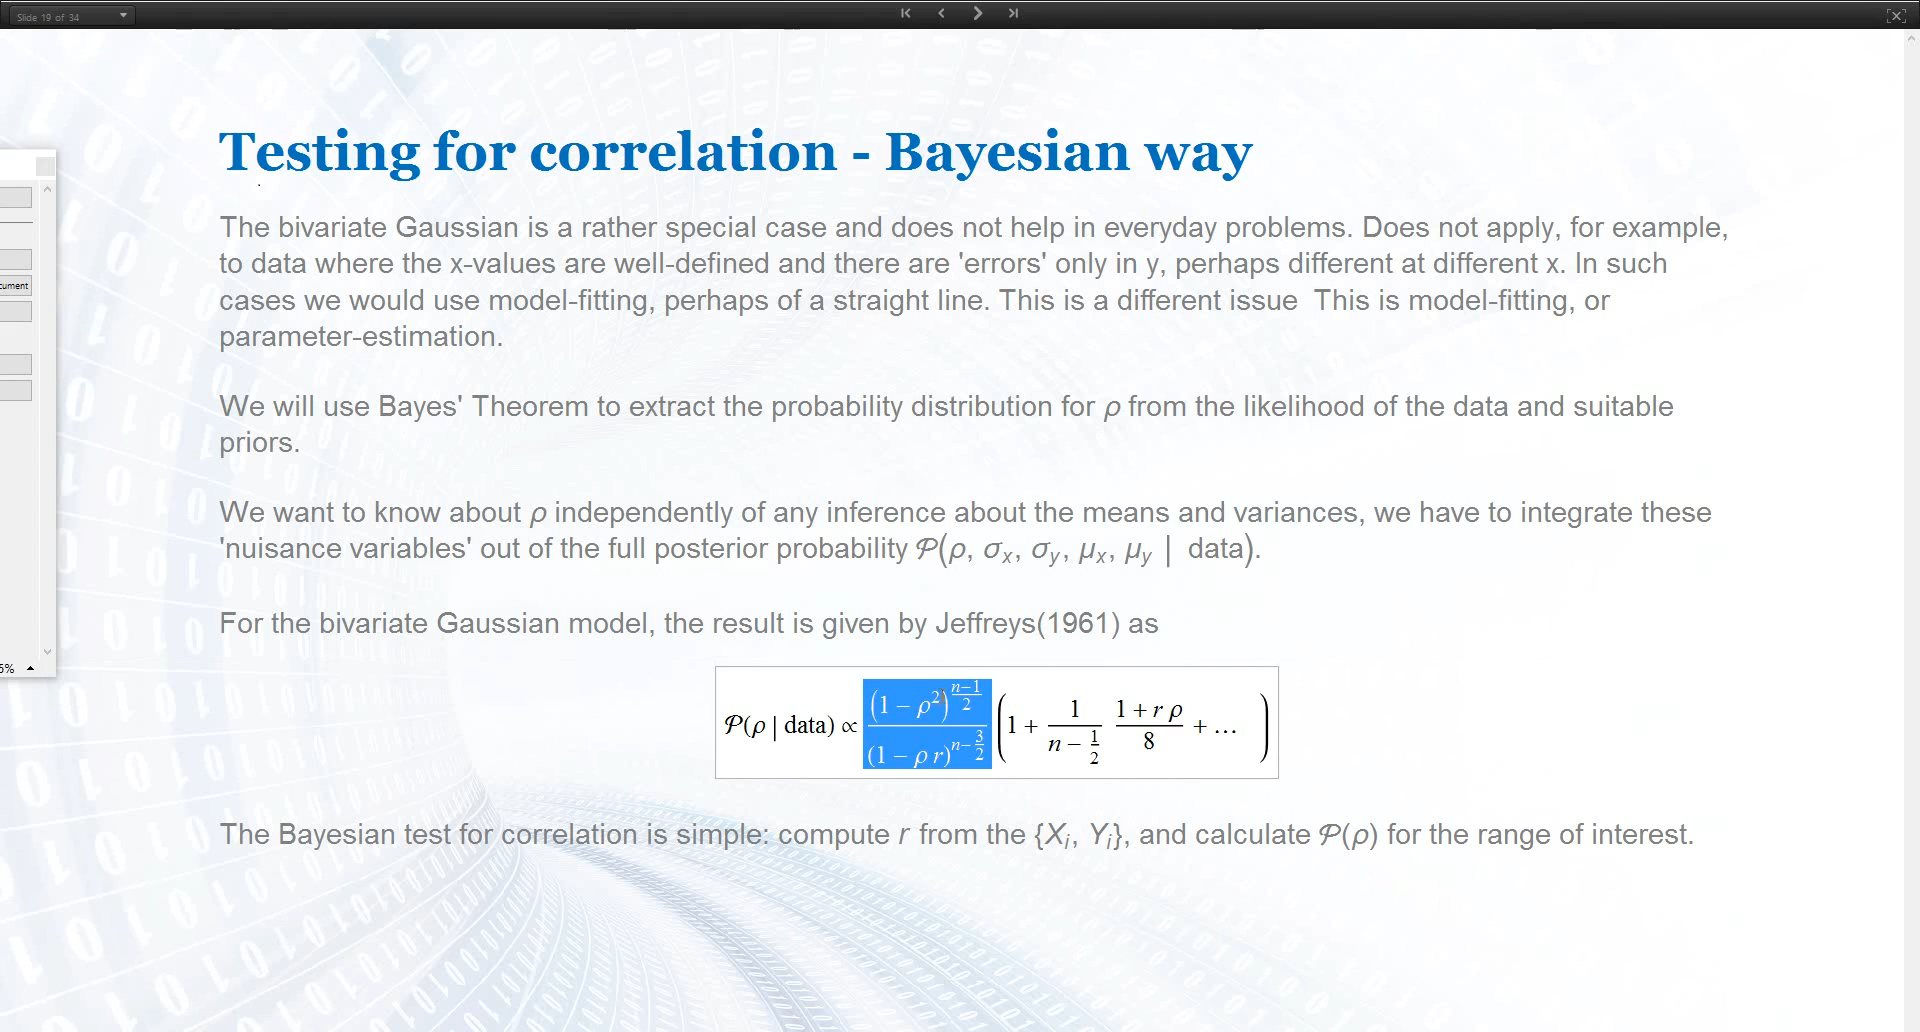 Slide 19 of 34
Testing for correlation - Bayesian way
The bivariate Gaussian is a rather special case and does not help in everyday problems. Does not apply, for example,
to data where the x-values are well-defined and there are 'errors' only in y, perhaps different at different x. In such
cases we would use model-fitting, perhaps of a straight line. This is a different issue  This is model-fitting, or
parameter-estimation.
We will use Bayes' Theorem to extract the probability distribution for ρ from the likelihood of the data and suitable
priors.
We want to know about ρ independently of any inference about the means and variances, we have to integrate these
'nuisance variables' out of the full posterior probability 𝒫(ρ, σ_x, σ_y, μ_x, μ_y | data).
For the bivariate Gaussian model, the result is given by Jeffreys(1961) as
𝒫(ρ | data) ∝ (1 − ρ²)^((n−1)/2) / (1 − ρ r)^(n−3/2) (1 + 1/(n − 1/2) (1 + r ρ)/8 + …)
The Bayesian test for correlation is simple: compute r from the {X_i, Y_i}, and calculate 𝒫(ρ) for the range of interest.
cument
5%